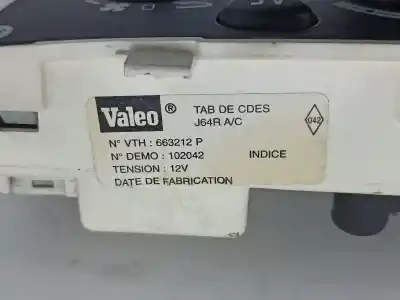 Valeo ® TAB DE CDES
J64R A/C
042
N° VTH : 663212 P
N° DEMO : 102042 INDICE
TENSION : 12V
DATE DE FABRICATION